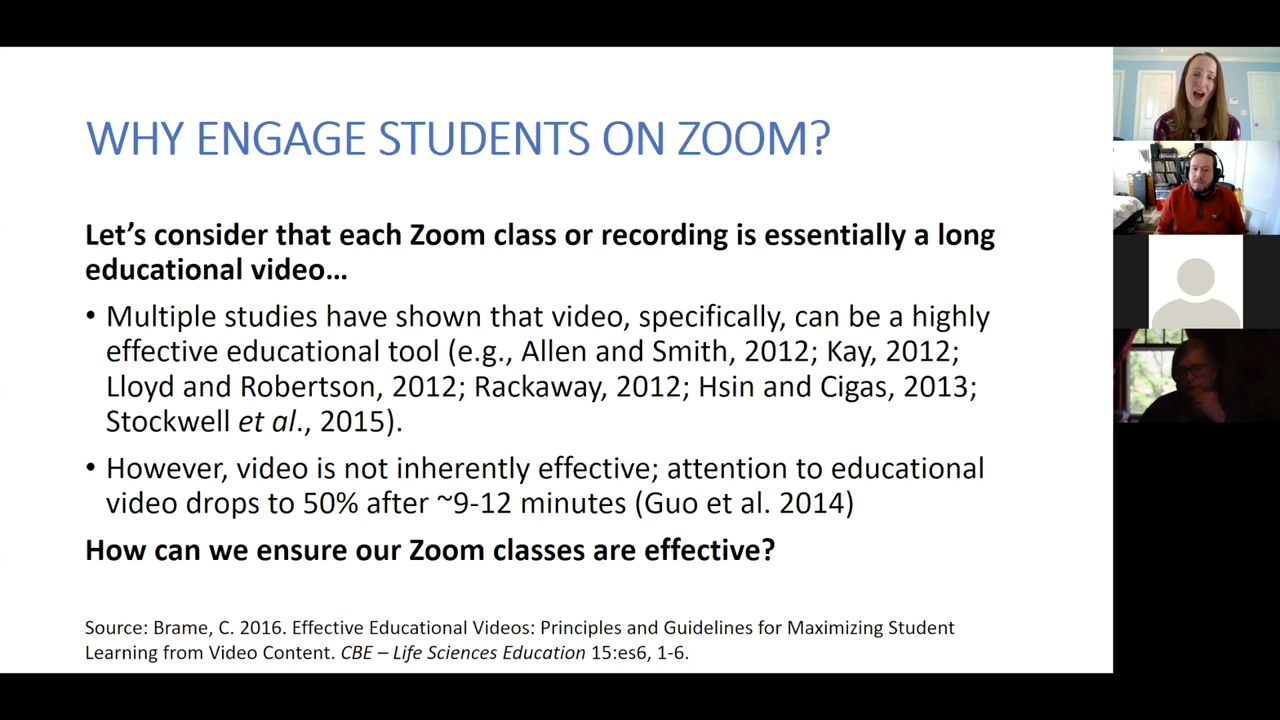 WHY ENGAGE STUDENTS ON ZOOM?
Let’s consider that each Zoom class or recording is essentially a long
educational video…
• Multiple studies have shown that video, specifically, can be a highly
effective educational tool (e.g., Allen and Smith, 2012; Kay, 2012;
Lloyd and Robertson, 2012; Rackaway, 2012; Hsin and Cigas, 2013;
Stockwell et al., 2015).
• However, video is not inherently effective; attention to educational
video drops to 50% after ~9-12 minutes (Guo et al. 2014)
How can we ensure our Zoom classes are effective?
Source: Brame, C. 2016. Effective Educational Videos: Principles and Guidelines for Maximizing Student
Learning from Video Content. CBE – Life Sciences Education 15:es6, 1-6.